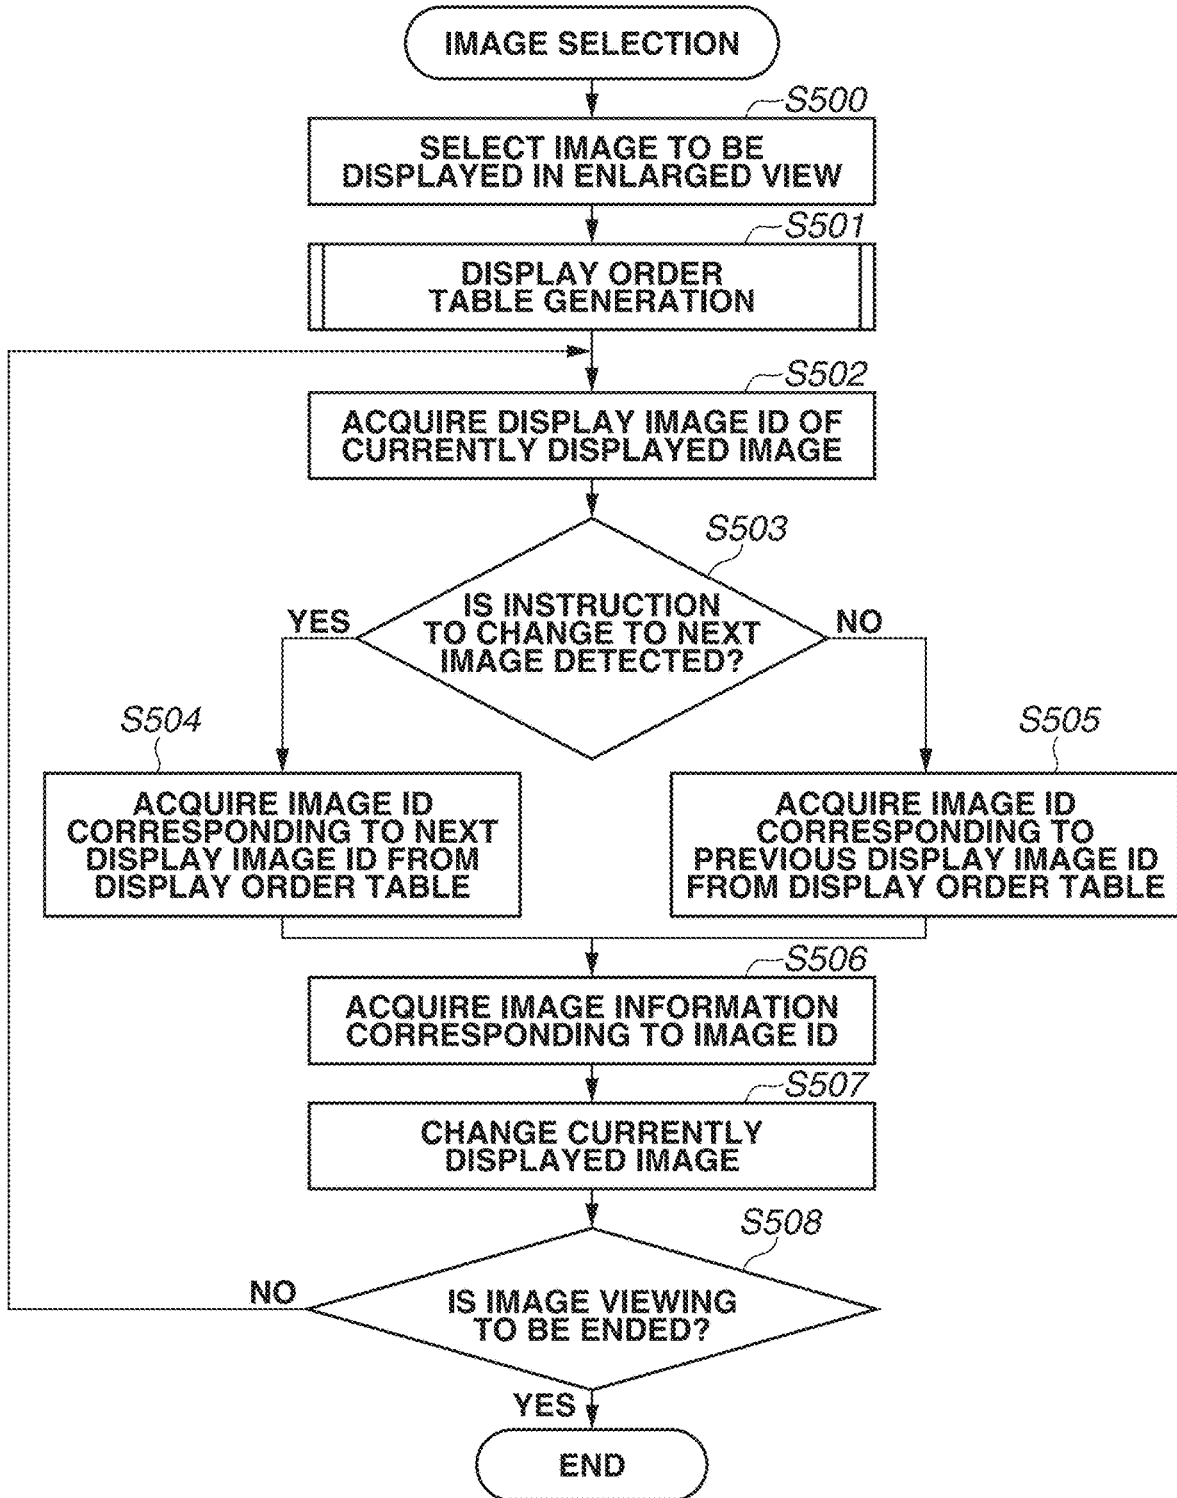 IMAGE SELECTION
S500
SELECT IMAGE TO BE
DISPLAYED IN ENLARGED VIEW
S501
DISPLAY ORDER
TABLE GENERATION
S502
ACQUIRE DISPLAY IMAGE ID OF
CURRENTLY DISPLAYED IMAGE
S503
IS INSTRUCTION
TO CHANGE TO NEXT
IMAGE DETECTED?
YES
NO
S504
ACQUIRE IMAGE ID
CORRESPONDING TO NEXT
DISPLAY IMAGE ID FROM
DISPLAY ORDER TABLE
S505
ACQUIRE IMAGE ID
CORRESPONDING TO
PREVIOUS DISPLAY IMAGE ID
FROM DISPLAY ORDER TABLE
S506
ACQUIRE IMAGE INFORMATION
CORRESPONDING TO IMAGE ID
S507
CHANGE CURRENTLY
DISPLAYED IMAGE
S508
IS IMAGE VIEWING
TO BE ENDED?
NO
YES
END